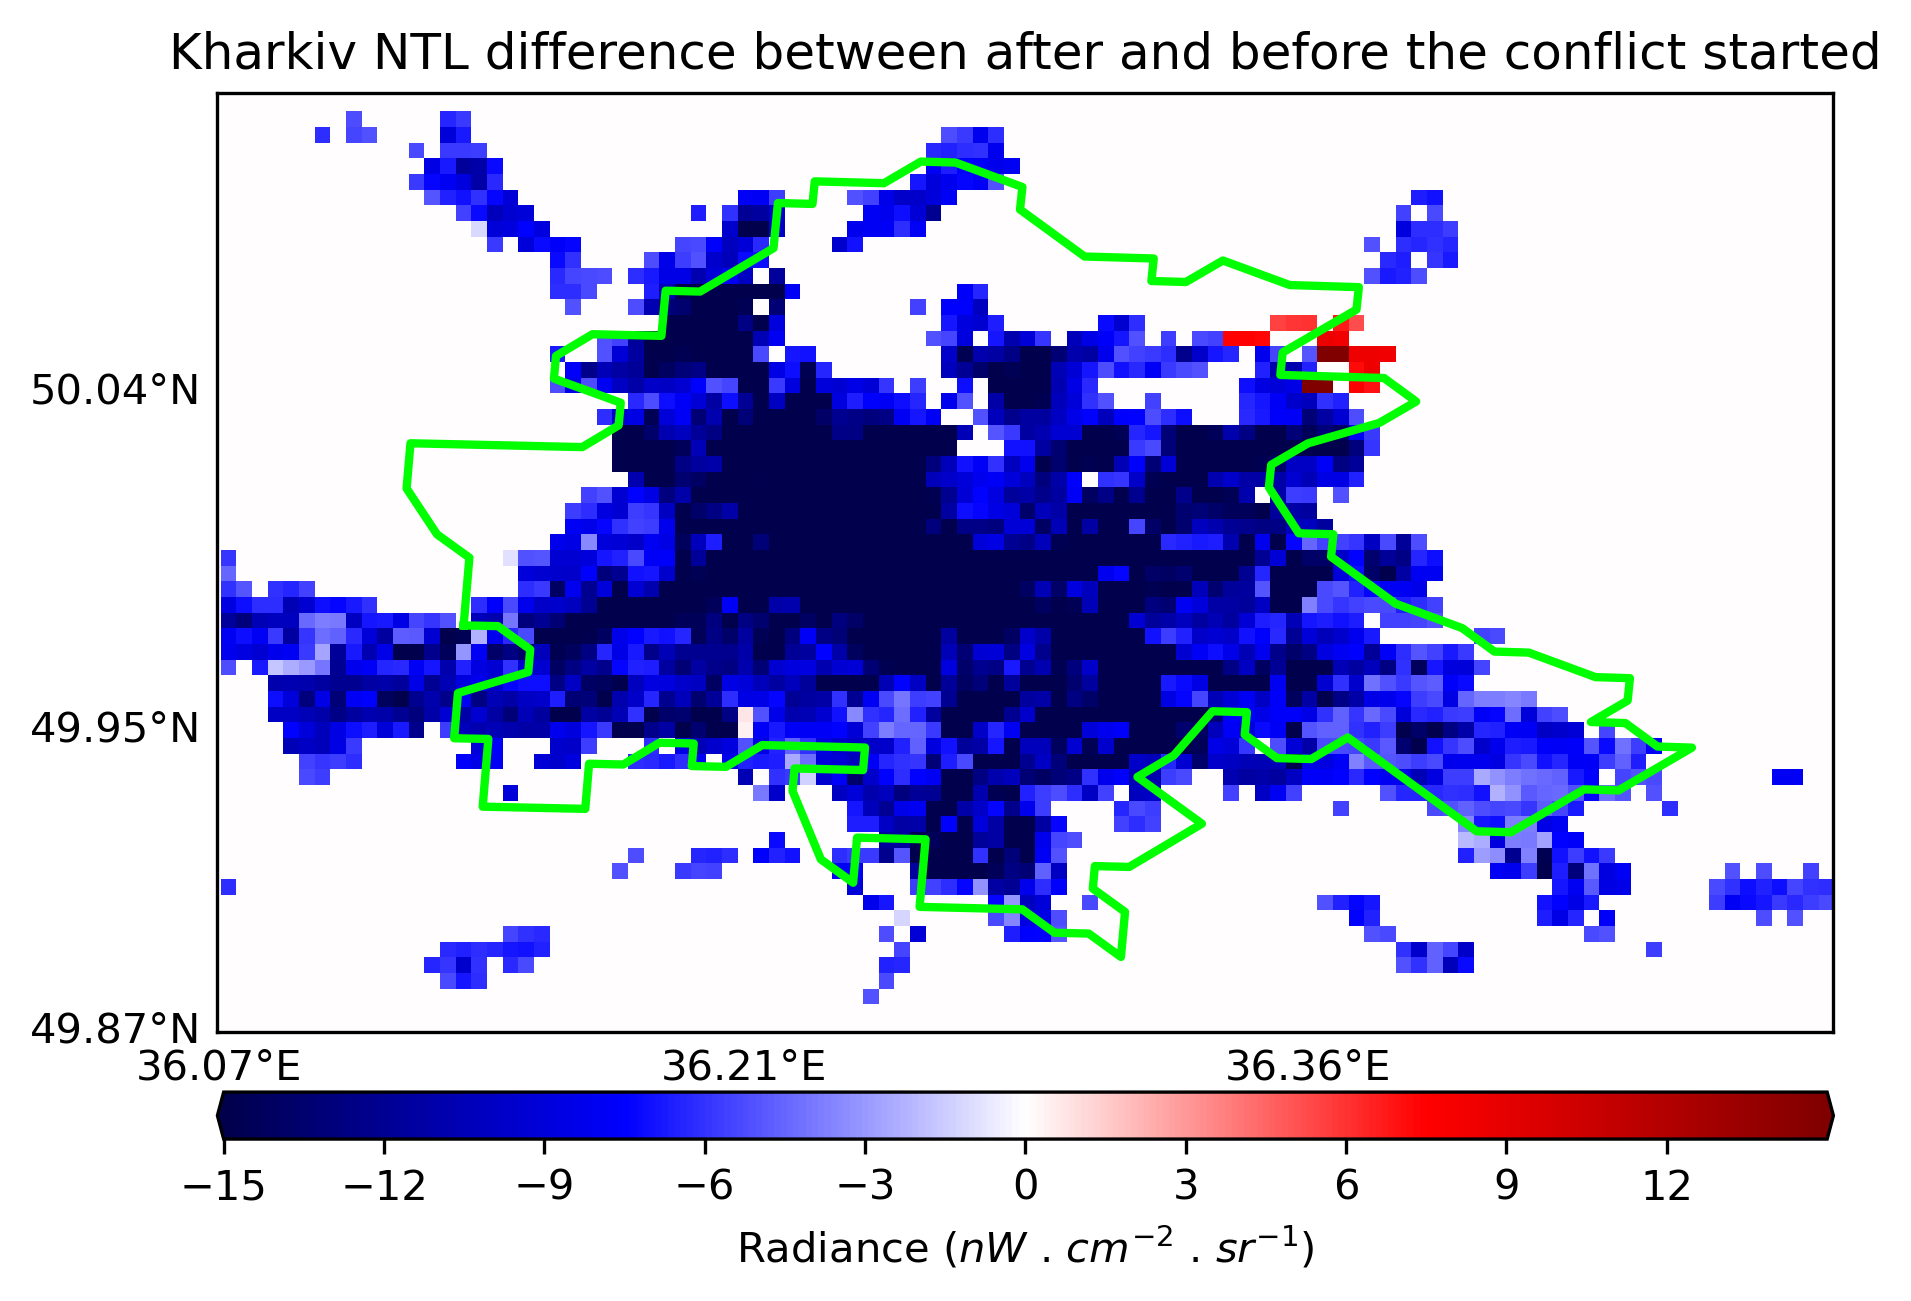 Kharkiv NTL difference between after and before the conflict started
50.04°N
49.95°N
49.87°N
36.07°E 36.21°E 36.36°E
−15 −12 −9 −6 −3 0 3 6 9 12
Radiance (nW . cm⁻² . sr⁻¹)